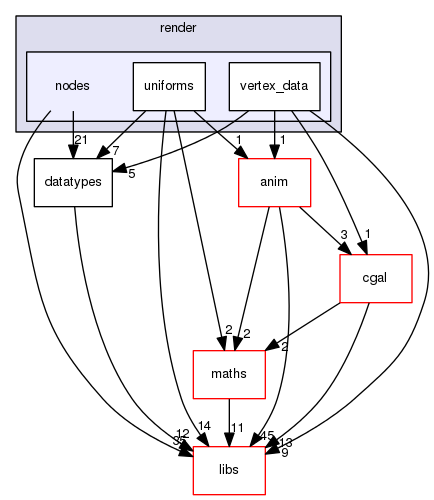 render
nodes
uniforms
vertex_data
21
7
5
1
1
datatypes
anim
3
1
cgal
2
2
2
maths
14
11
12
45
13
9
libs